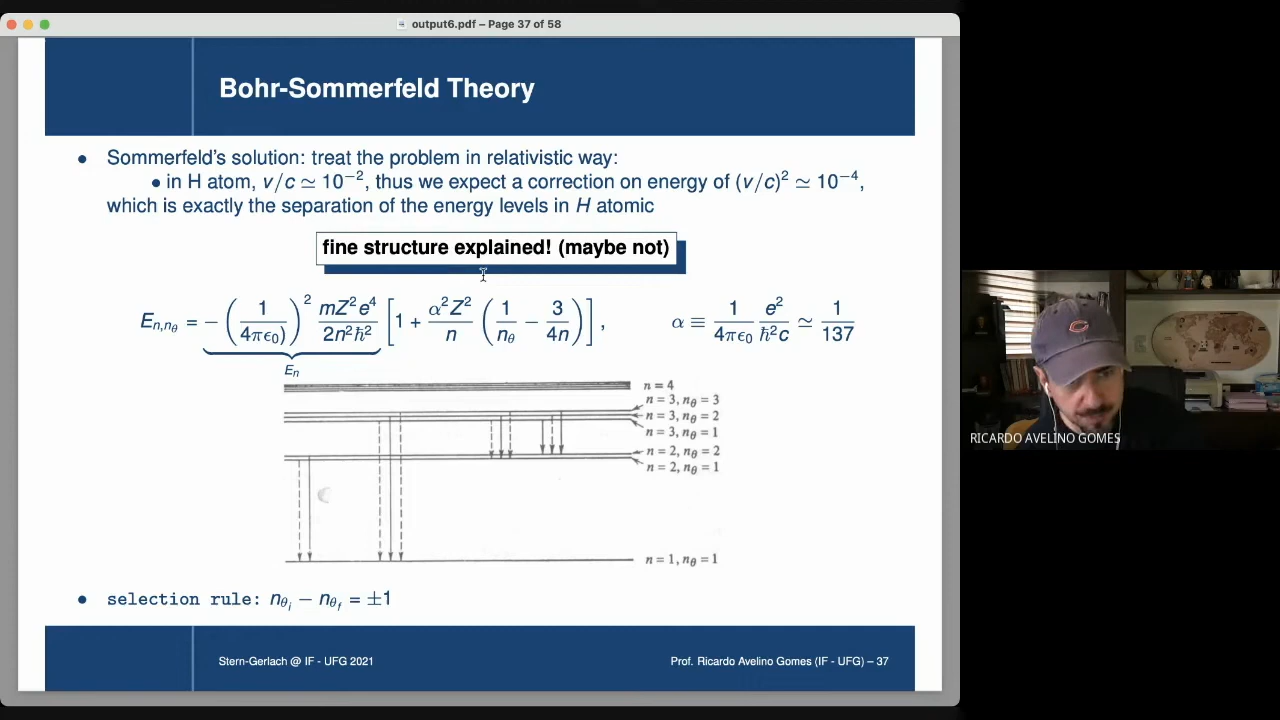 output6.pdf – Page 37 of 58
Bohr-Sommerfeld Theory
● Sommerfeld's solution: treat the problem in relativistic way:
● in H atom, v/c ≃ 10⁻², thus we expect a correction on energy of (v/c)² ≃ 10⁻⁴,
which is exactly the separation of the energy levels in H atomic
fine structure explained! (maybe not)
E_{n,n_θ} = −(1/(4πϵ₀))² mZ²e⁴/(2n²ℏ²) [1 + α²Z²/n (1/n_θ − 3/(4n))], α ≡ 1/(4πϵ₀) e²/(ℏ²c) ≃ 1/137
E_n
n = 4
n = 3, n_θ = 3
n = 3, n_θ = 2
n = 3, n_θ = 1
n = 2, n_θ = 2
n = 2, n_θ = 1
n = 1, n_θ = 1
● selection rule: n_{θ_i} − n_{θ_f} = ±1
Stern-Gerlach @ IF - UFG 2021
Prof. Ricardo Avelino Gomes (IF - UFG) – 37
RICARDO AVELINO GOMES